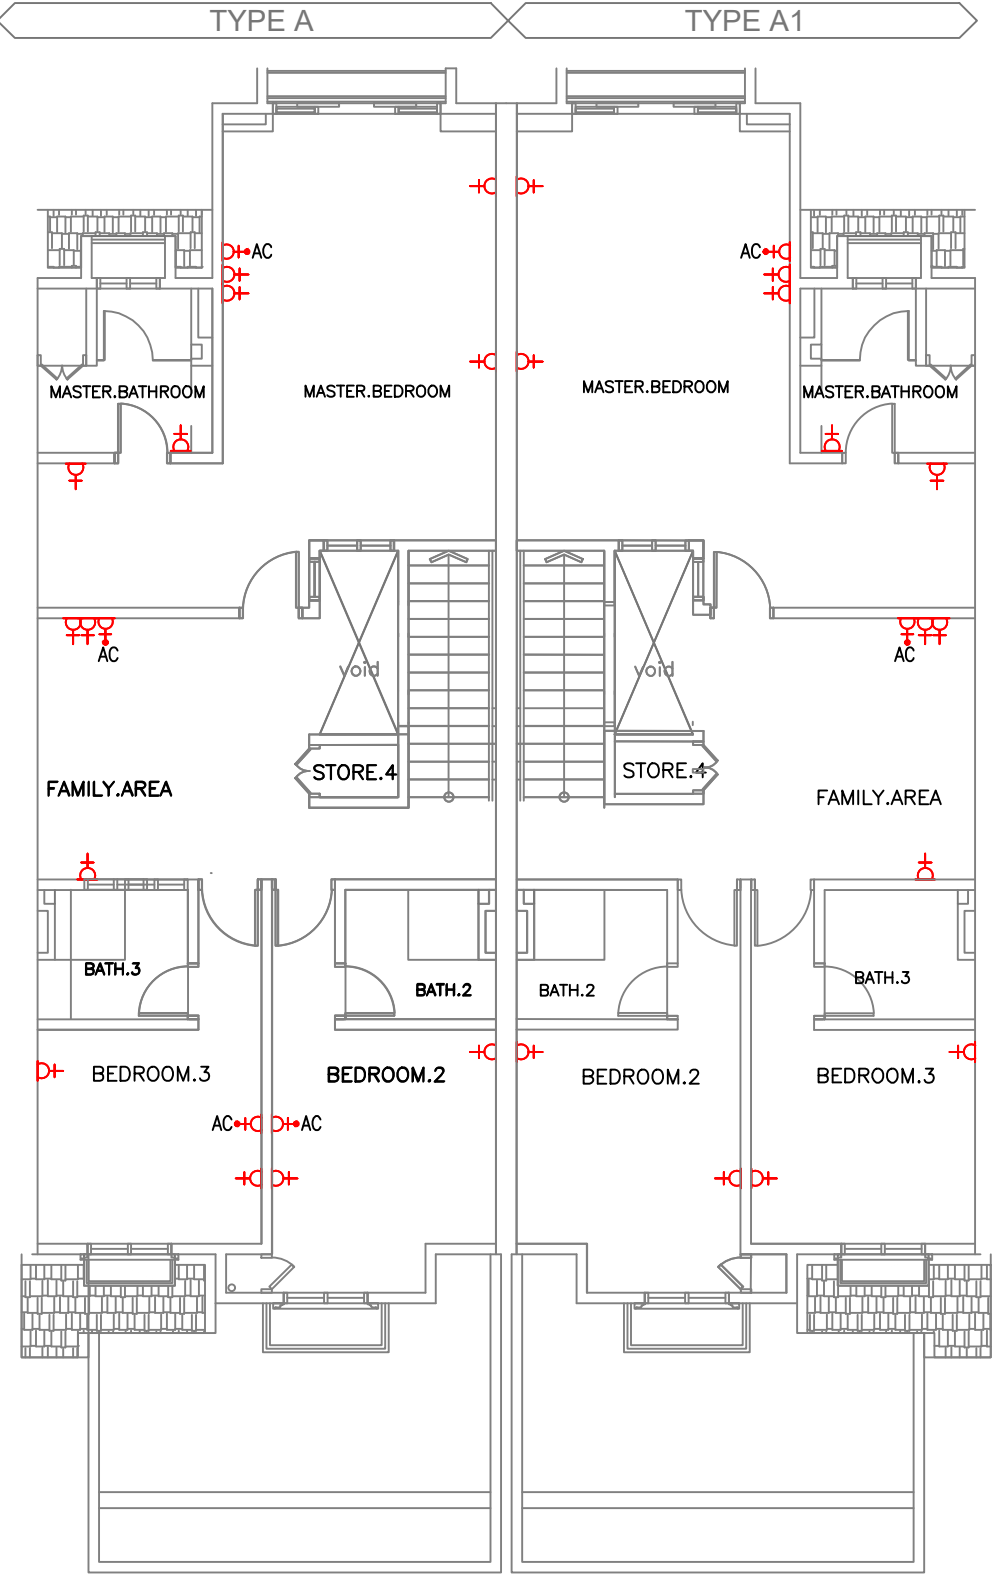 TYPE A
TYPE A1
AC
AC
MASTER.BATHROOM
MASTER.BEDROOM
MASTER.BEDROOM
MASTER.BATHROOM
AC
void
void
AC
FAMILY.AREA
STORE.4
STORE.4
FAMILY.AREA
BATH.3
BATH.2
BATH.2
BATH.3
BEDROOM.3
BEDROOM.2
BEDROOM.2
BEDROOM.3
AC
AC